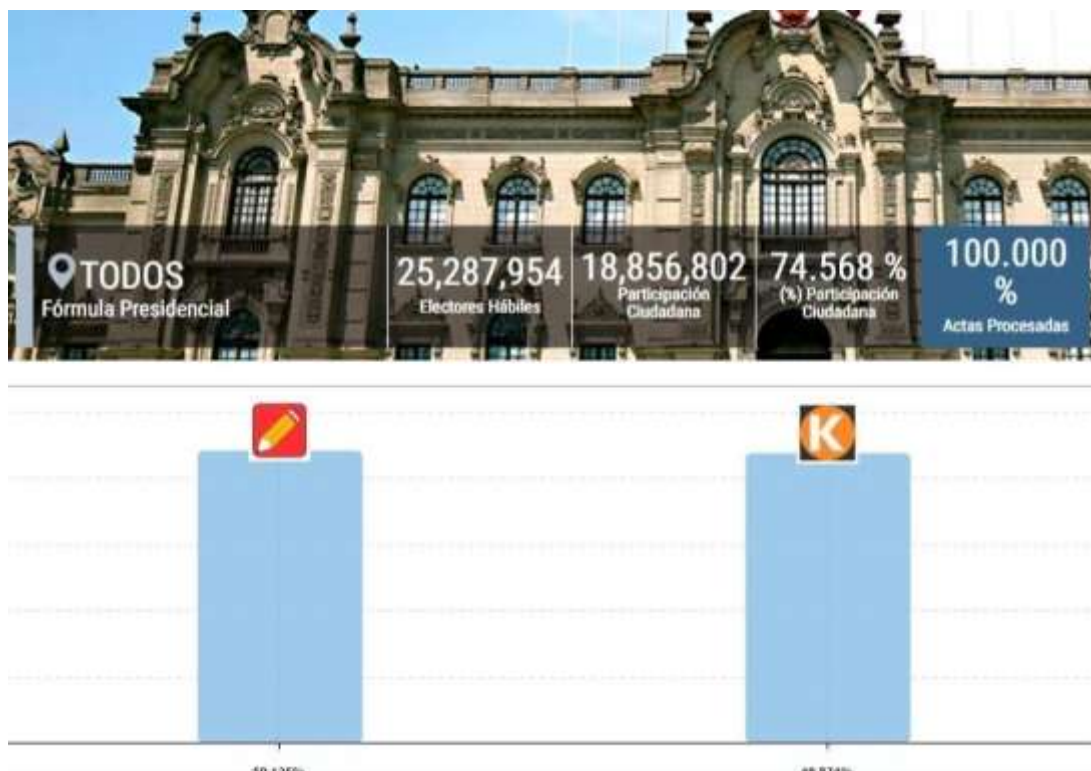 TODOS
Fórmula Presidencial
25,287,954
Electores Hábiles
18,856,802
Participación
Ciudadana
74.568 %
(%) Participación
Ciudadana
100.000
%
Actas Procesadas
K